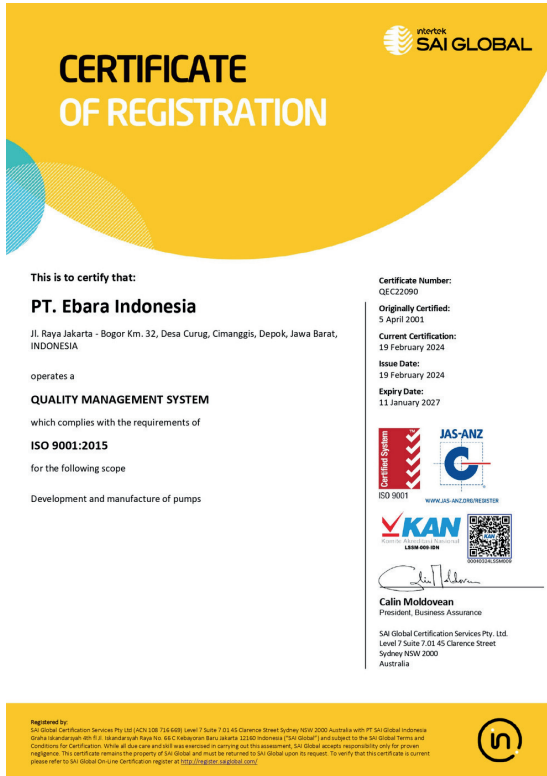 intertek
SAI GLOBAL
CERTIFICATE
OF REGISTRATION
This is to certify that:
PT. Ebara Indonesia
Jl. Raya Jakarta - Bogor Km. 32, Desa Curug, Cimanggis, Depok, Jawa Barat,
INDONESIA
operates a
QUALITY MANAGEMENT SYSTEM
which complies with the requirements of
ISO 9001:2015
for the following scope
Development and manufacture of pumps
Certificate Number:
QEC22090
Originally Certified:
5 April 2001
Current Certification:
19 February 2024
Issue Date:
19 February 2024
Expiry Date:
11 January 2027
Certified System
TM
ISO 9001
JAS-ANZ
C
WWW.JAS-ANZ.ORG/REGISTER
KAN
Komite Akreditasi Nasional
LSSM-009-IDN
KAN
00010324LSSM009
Calin Moldovean
Calin Moldovean
President, Business Assurance
SAI Global Certification Services Pty. Ltd.
Level 7 Suite 7.01 45 Clarence Street
Sydney NSW 2000
Australia
Registered by:
SAI Global Certification Services Pty Ltd (ACN 108 716 669) Level 7 Suite 7.01 45 Clarence Street Sydney NSW 2000 Australia with PT SAI Global Indonesia
Graha Iskandarsyah 4th fl Jl. Iskandarsyah Raya No. 66 C Kebayoran Baru Jakarta 12160 Indonesia ("SAI Global") and subject to the SAI Global Terms and
Conditions for Certification. While all due care and skill was exercised in carrying out this assessment, SAI Global accepts responsibility only for proven
negligence. This certificate remains the property of SAI Global and must be returned to SAI Global upon its request. To verify that this certificate is current
please refer to SAI Global On-Line Certification register at http://register.saiglobal.com/
in